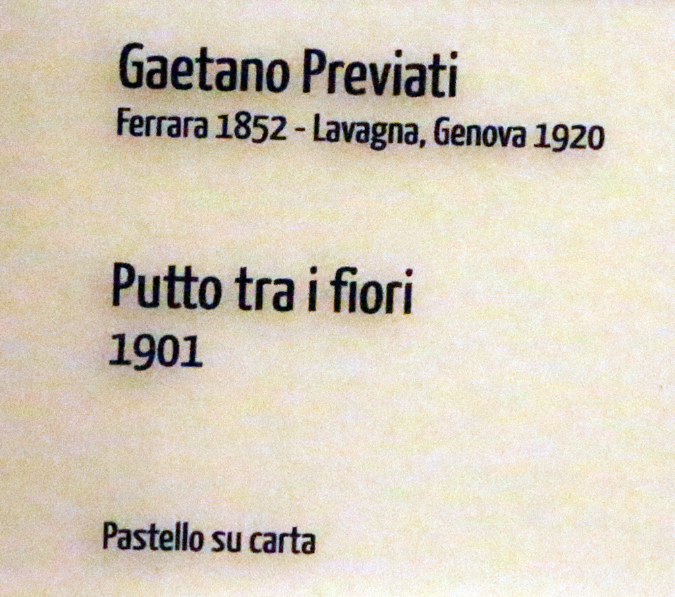 Gaetano Previati
Ferrara 1852 - Lavagna, Genova 1920
Putto tra i fiori
1901
Pastello su carta